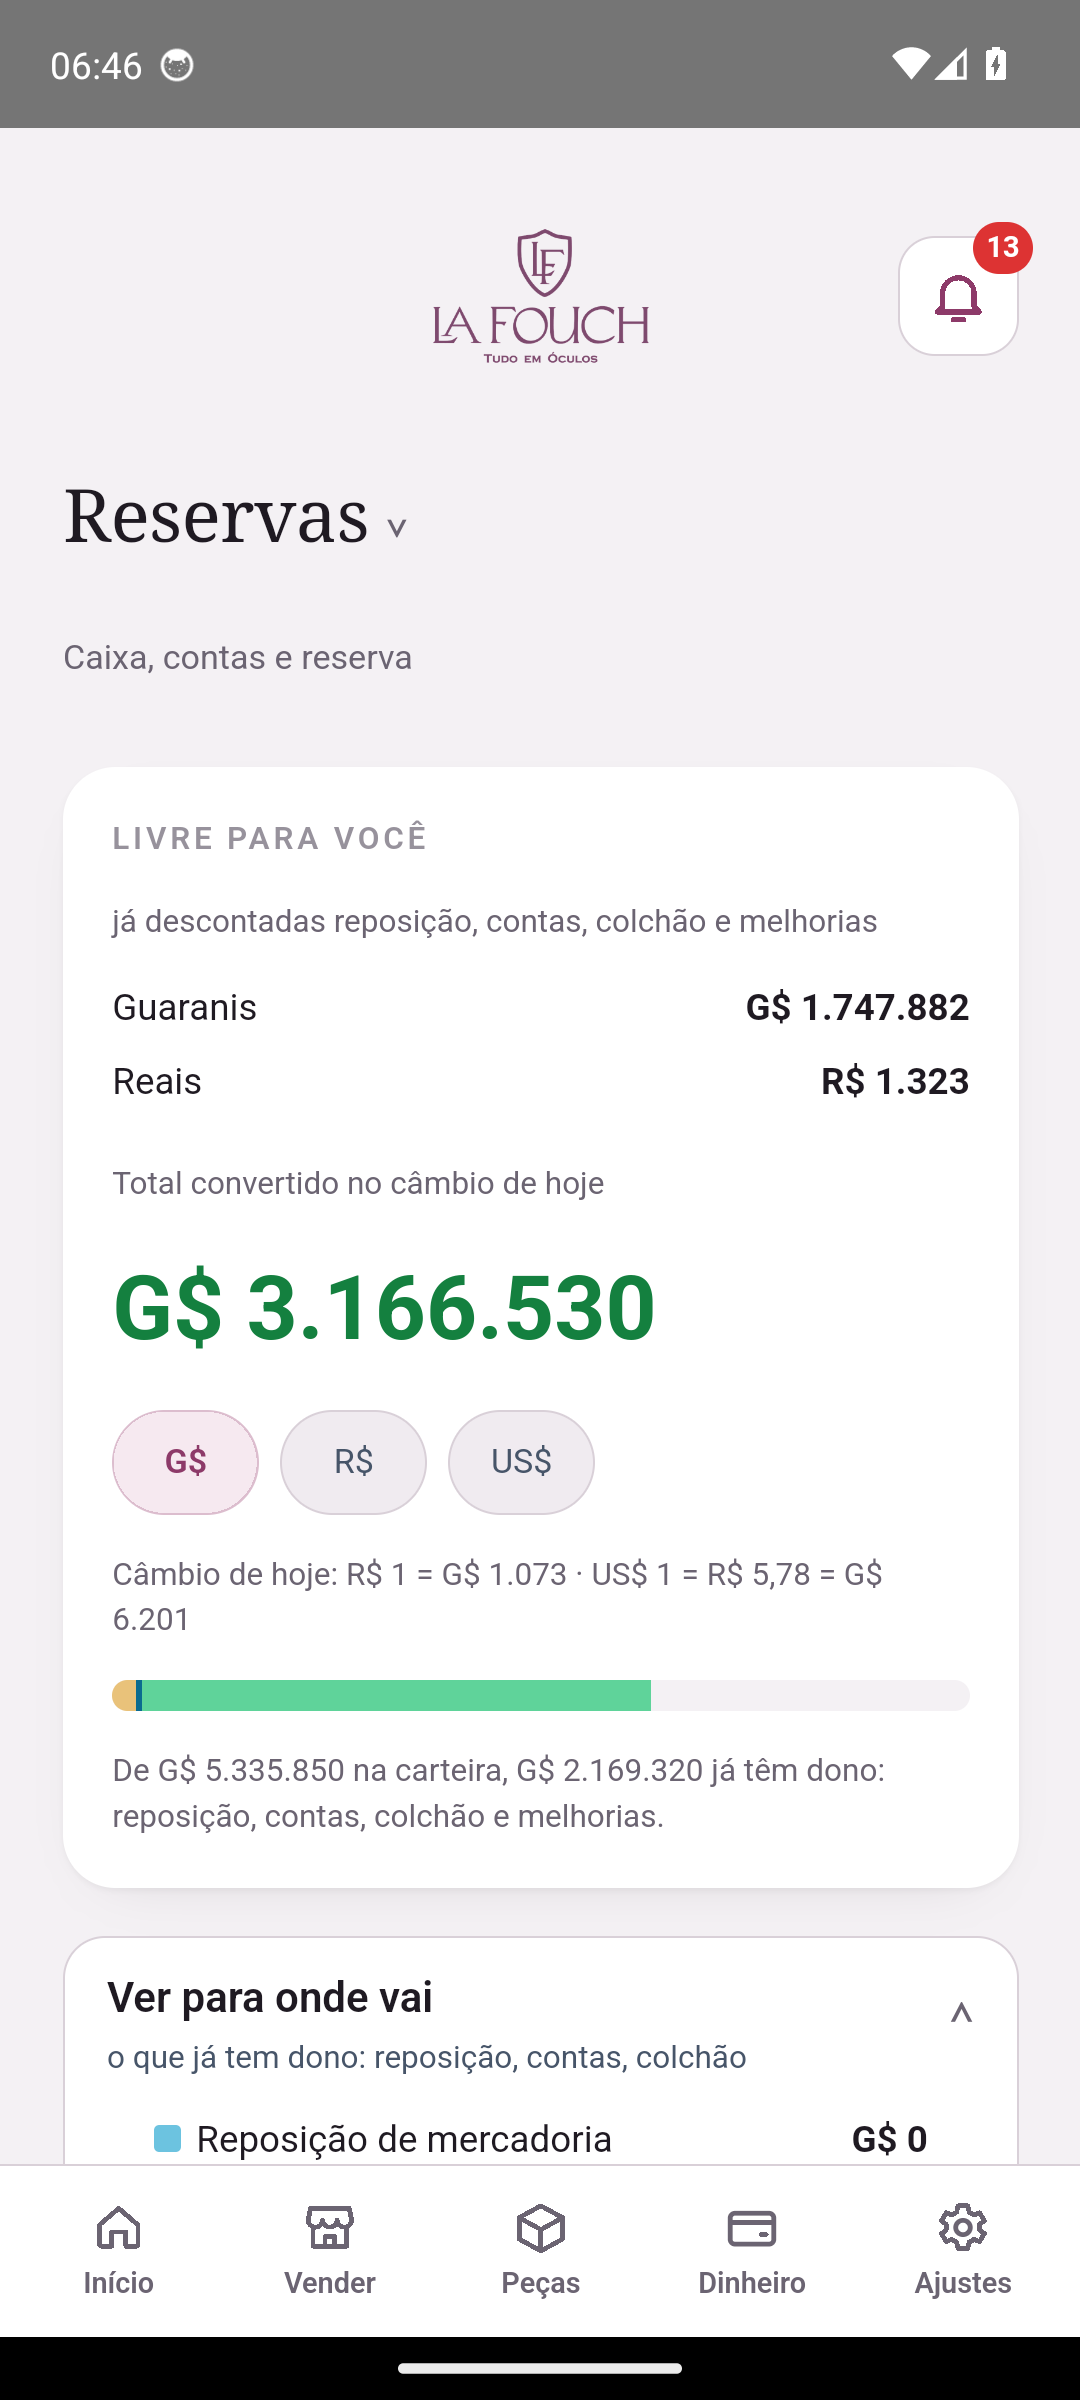 06:46
LF
LA FOUCH
TUDO EM ÓCULOS
13
Reservas
Caixa, contas e reserva
LIVRE PARA VOCÊ
já descontadas reposição, contas, colchão e melhorias
Guaranis G$ 1.747.882
Reais R$ 1.323
Total convertido no câmbio de hoje
G$ 3.166.530
G$ R$ US$
Câmbio de hoje: R$ 1 = G$ 1.073 · US$ 1 = R$ 5,78 = G$
6.201
De G$ 5.335.850 na carteira, G$ 2.169.320 já têm dono:
reposição, contas, colchão e melhorias.
Ver para onde vai
o que já tem dono: reposição, contas, colchão
Reposição de mercadoria G$ 0
Início Vender Peças Dinheiro Ajustes